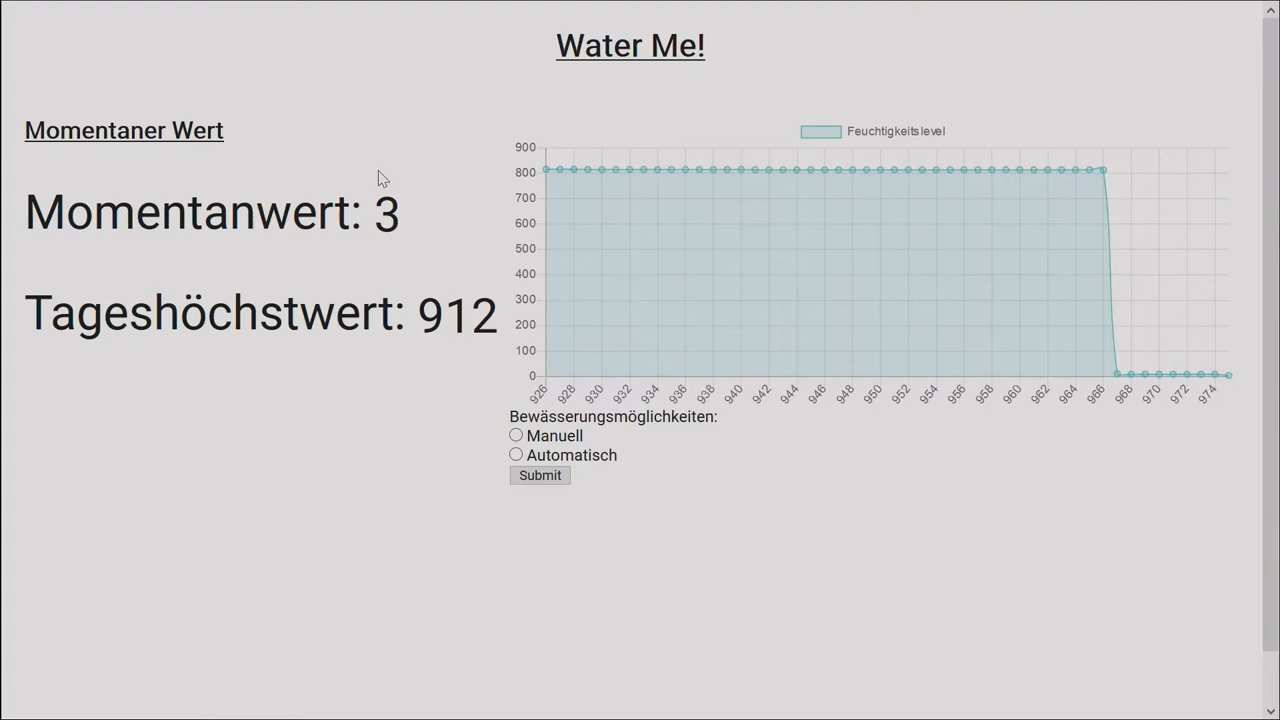 Water Me!
Momentaner Wert
Momentanwert: 3
Tageshöchstwert: 912
Feuchtigkeitslevel
900
800
700
600
500
400
300
200
100
0
926 928 930 932 934 936 938 940 942 944 946 948 950 952 954 956 958 960 962 964 966 968 970 972 974
Bewässerungsmöglichkeiten:
Manuell
Automatisch
Submit